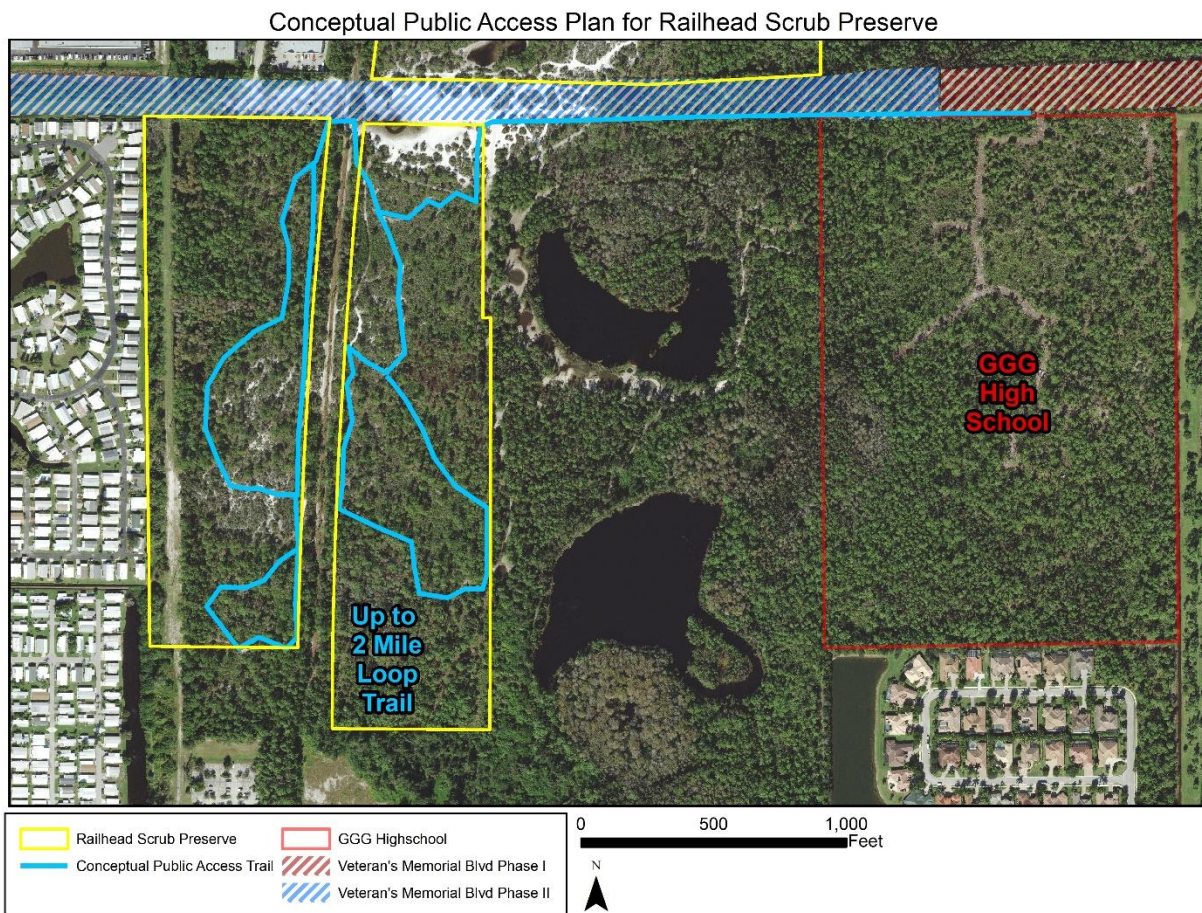 Conceptual Public Access Plan for Railhead Scrub Preserve
GGG
High
School
Up to
2 Mile
Loop
Trail
Railhead Scrub Preserve
Conceptual Public Access Trail
GGG Highschool
Veteran's Memorial Blvd Phase I
Veteran's Memorial Blvd Phase II
0 500 1,000
Feet
N